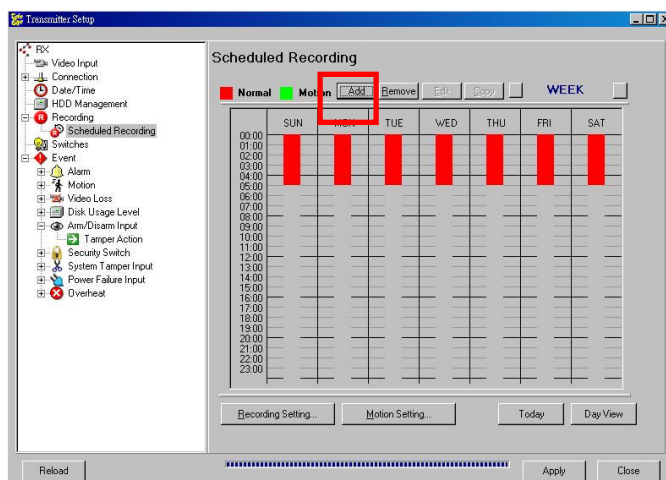 Transmitter Setup
RX
Video Input
Connection
Date/Time
HDD Management
Recording
Scheduled Recording
Switches
Event
Alarm
Motion
Video Loss
Disk Usage Level
Arm/Disarm Input
Tamper Action
Security Switch
System Tamper Input
Power Failure Input
Overheat
Scheduled Recording
Normal Motion Add Remove Edit Copy WEEK
SUN MON TUE WED THU FRI SAT
00:00
01:00
02:00
03:00
04:00
05:00
06:00
07:00
08:00
09:00
10:00
11:00
12:00
13:00
14:00
15:00
16:00
17:00
18:00
19:00
20:00
21:00
22:00
23:00
Recording Setting... Motion Setting... Today Day View
Reload Apply Close